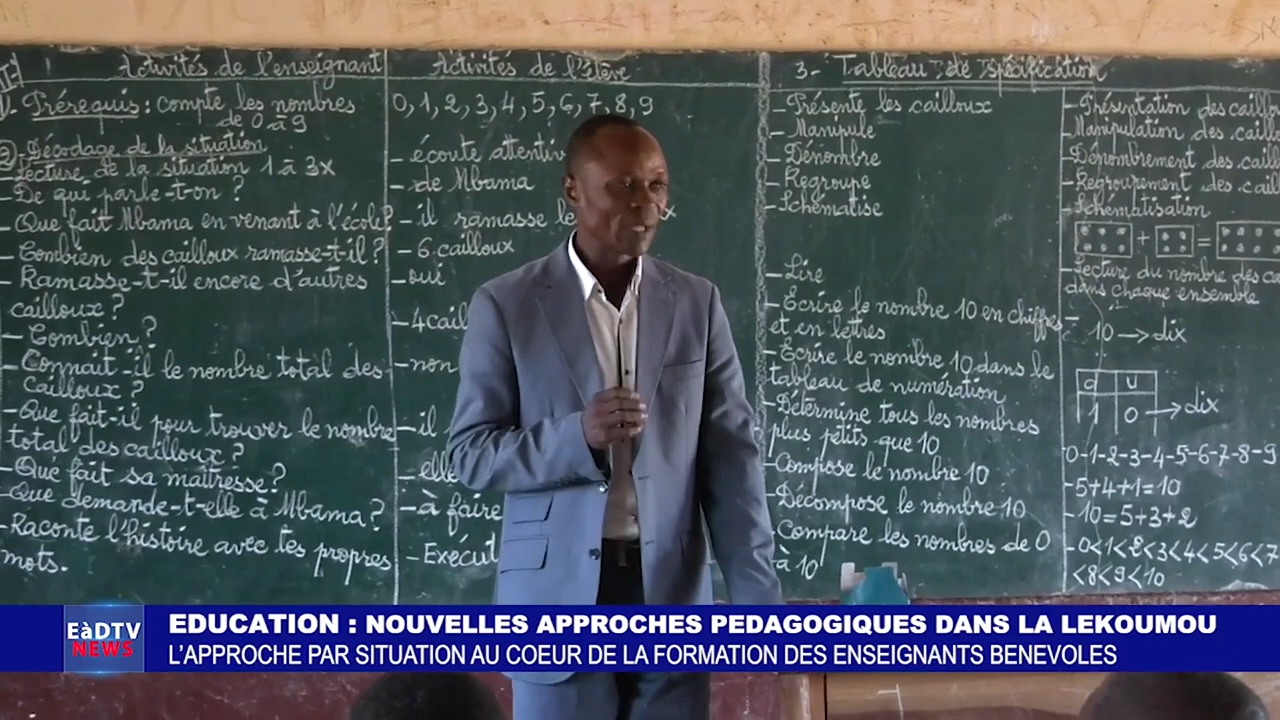 Activités de l'enseignant
1. Prérequis : compte les nombres
de 0 à 9
② Décodage de la situation
Lecture de la situation 1 à 3x
- De qui parle-t-on ?
- Que fait Mbama en venant à l'école?
- Combien des cailloux ramasse-t-il ?
- Ramasse-t-il encore d'autres
cailloux ?
- Combien ?
- Connait-il le nombre total des
cailloux ?
- Que fait-il pour trouver le nombre
total des cailloux ?
- Que fait sa maîtresse ?
- Que demande-t-elle à Mbama ?
- Raconte l'histoire avec tes propres
mots.
Activités de l'élève
0, 1, 2, 3, 4, 5, 6, 7, 8, 9
- écoute
- de Mbama
- il ramasse
- 6 cailloux
- oui
- 4
- non
- il
- elle
- à faire
3- Tableau de spécification
- Présente les cailloux
- Manipule
- Dénombre
- Regroupe
- Schématise
- Lire
- Ecrire le nombre 10 en chiffres
et en lettres
- Ecrire le nombre 10 dans le
tableau de numération
- Détermine tous les nombres
plus petits que 10
- Compose le nombre 10
- Décompose le nombre 10
- Compare les nombres de 0
à 10
- Présentation des
- Manipulation des
- Dénombrement des
- Regroupement des
- Schématisation
+ =
- Lecture du nombre des
dans chaque ensemble
- 10 → dix
d u
1 0 → dix
0-1-2-3-4-5-6-7-8-9
- 5+4+1=10
- 10=5+3+2
- 0<1<2<3<4<5<6<7
<8<9<10
EàDTV
NEWS
EDUCATION : NOUVELLES APPROCHES PEDAGOGIQUES DANS LA LEKOUMOU
L'APPROCHE PAR SITUATION AU COEUR DE LA FORMATION DES ENSEIGNANTS BENEVOLES